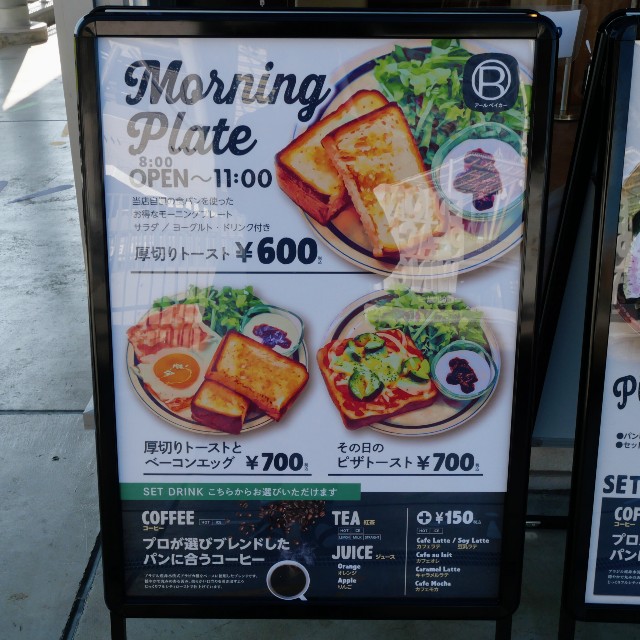 Morning
Plate
R
アールベイカー
8:00
OPEN～11:00
当店自コウボパンを使った
お得なモーニングプレート
サラダ／ヨーグルト・ドリンク付き
厚切りトースト ¥600
厚切りトーストと
ベーコンエッグ ¥700
その日の
ピザトースト ¥700
SET DRINK こちらからお選びいただけます
COFFEE HOT ICE
コーヒー
プロが選びブレンドした
パンに合うコーヒー
TEA 紅茶
HOT ICE
JUICE ジュース
Orange
オレンジ
Apple
りんご
+ ¥150
HOT ICE
Cafe Latte / Soy Latte
カフェラテ 豆乳ラテ
Cafe au lait
カフェオレ
Caramel Latte
キャラメルラテ
Cafe Mocha
カフェモカ
SET